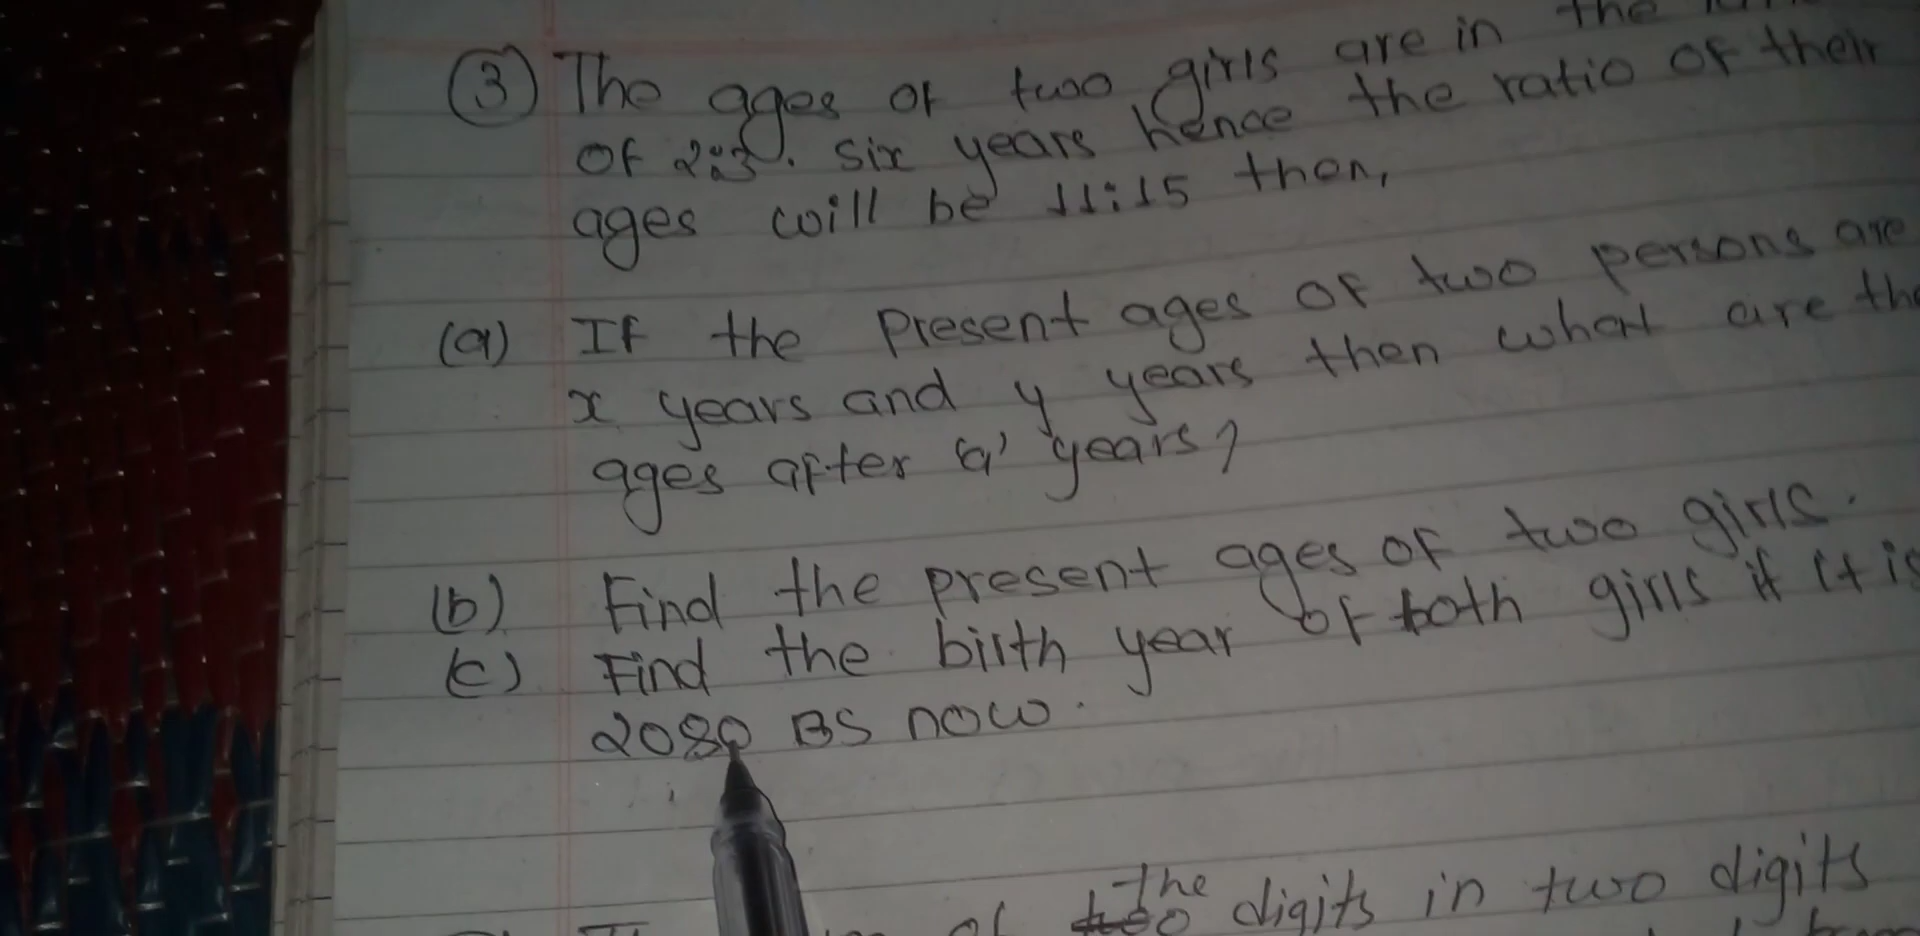 ③ The ages of two girls are in the
of 2:3. six years hence the ratio of their
ages will be 11:15 then,
(a) If the Present ages of two persons are
x years and y years then what are the
ages after 'a' years?
(b) Find the present ages of two girls.
(c) Find the birth year of both girls if it is
2080 BS now.
of the digits in two digits